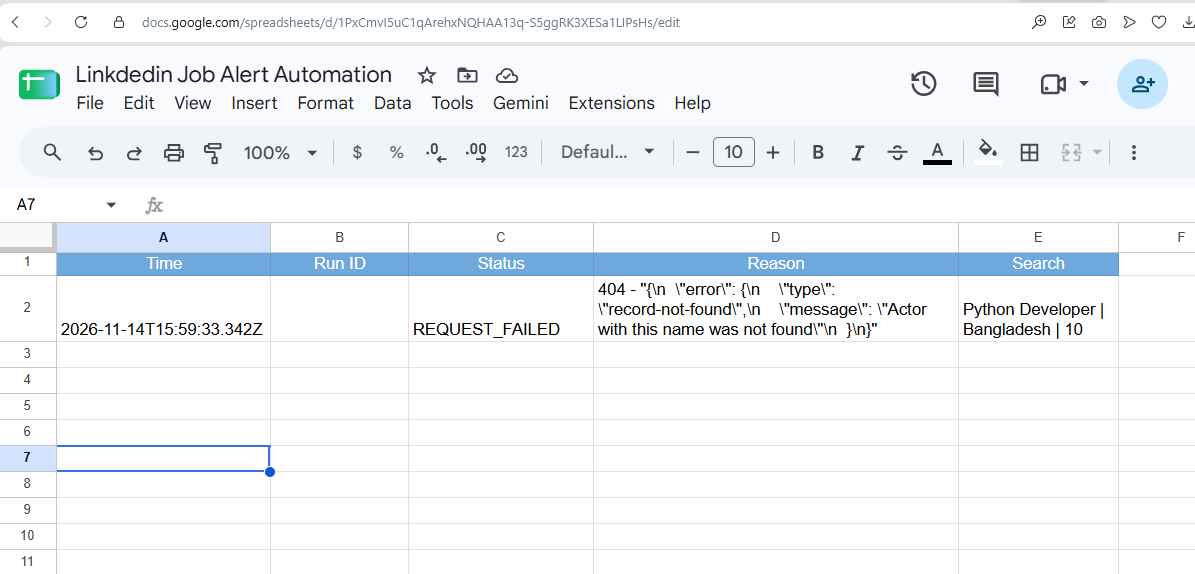 docs.google.com/spreadsheets/d/1PxCmvI5uC1qArehxNQHAA13q-S5ggRK3XESa1LIPsHs/edit
Linkdedin Job Alert Automation
File Edit View Insert Format Data Tools Gemini Extensions Help
100% $ % .0 .00 123 Defaul... 10 B I S A
A7 fx
A B C D E F
1 Time Run ID Status Reason Search
404 - "{\n \"error\": {\n \"type\":
\"record-not-found\",\n \"message\": \"Actor
with this name was not found\"\n }\n}"
Python Developer |
Bangladesh | 10
2 2026-11-14T15:59:33.342Z REQUEST_FAILED
3
4
5
6
7
8
9
10
11